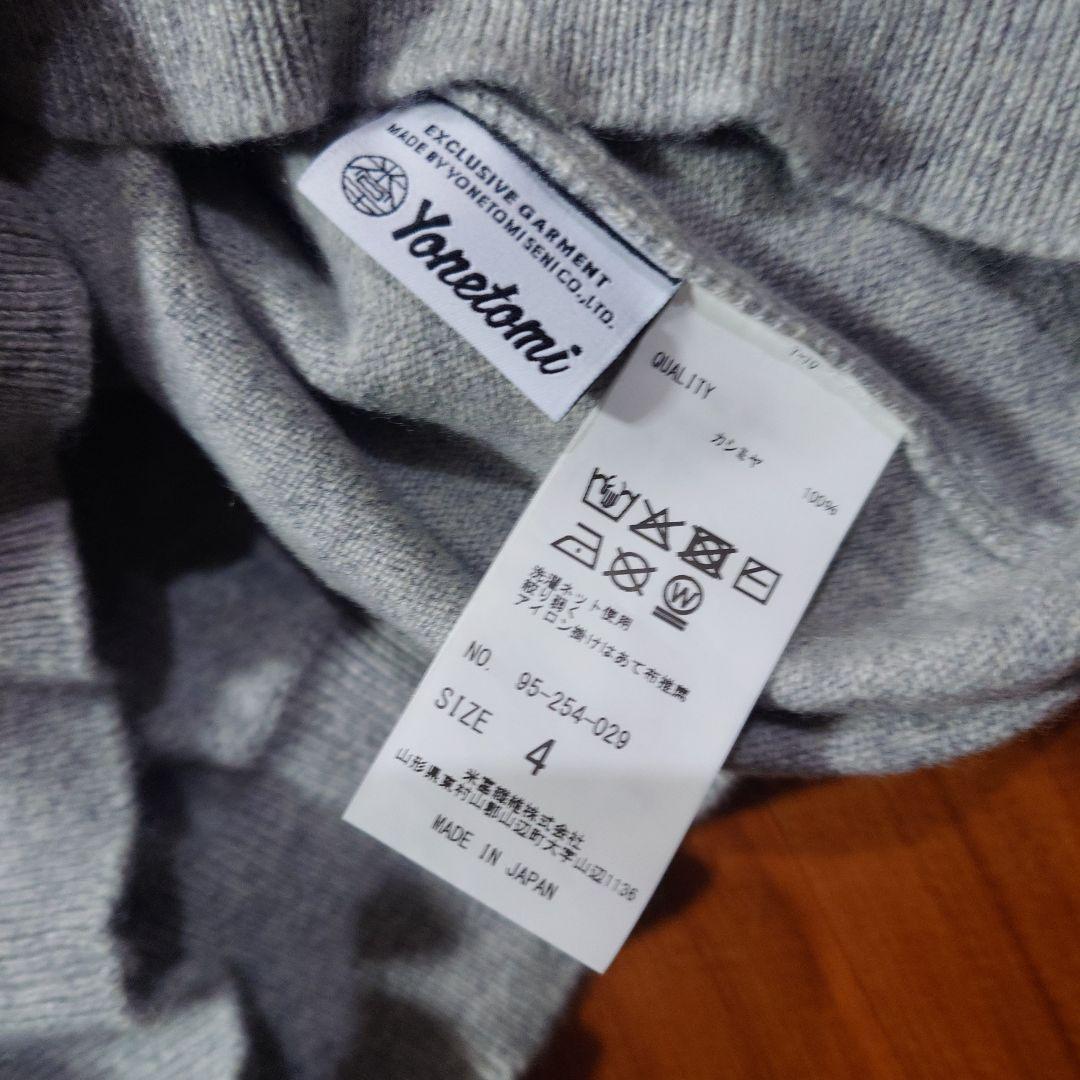 EXCLUSIVE GARMENT
MADE BY YONETOMISENI CO.,LTD.
Yonetomi
QUALITY
カシミヤ
100%
W
洗濯ネット使用
絞り弱く
アイロン掛けはあて布推奨
NO. 95-254-029
SIZE 4
米富繊維株式会社
山形県東村山郡山辺町大字山辺1136
MADE IN JAPAN